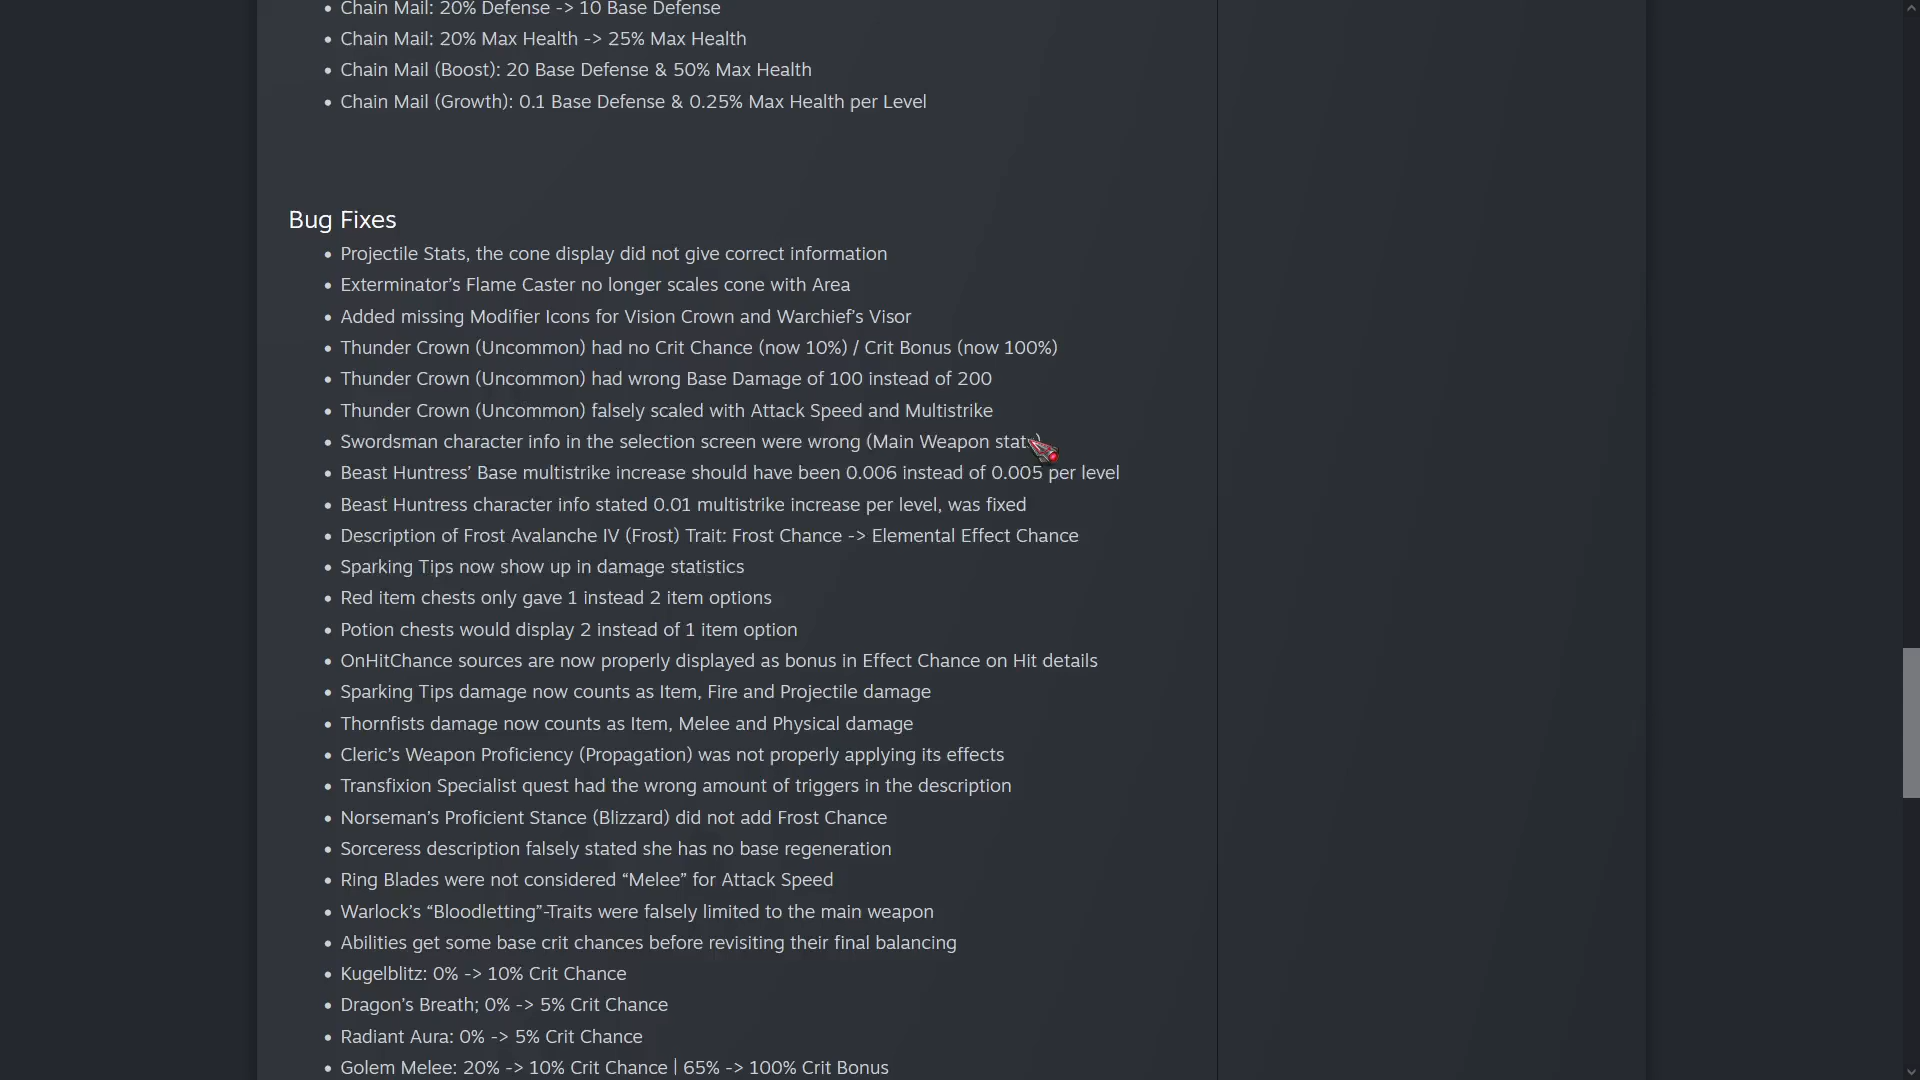 Chain Mail: 20% Defense -> 10 Base Defense
Chain Mail: 20% Max Health -> 25% Max Health
Chain Mail (Boost): 20 Base Defense & 50% Max Health
Chain Mail (Growth): 0.1 Base Defense & 0.25% Max Health per Level
Bug Fixes
Projectile Stats, the cone display did not give correct information
Exterminator’s Flame Caster no longer scales cone with Area
Added missing Modifier Icons for Vision Crown and Warchief’s Visor
Thunder Crown (Uncommon) had no Crit Chance (now 10%) / Crit Bonus (now 100%)
Thunder Crown (Uncommon) had wrong Base Damage of 100 instead of 200
Thunder Crown (Uncommon) falsely scaled with Attack Speed and Multistrike
Swordsman character info in the selection screen were wrong (Main Weapon
Beast Huntress’ Base multistrike increase should have been 0.006 instead of 0.005 per level
Beast Huntress character info stated 0.01 multistrike increase per level, was fixed
Description of Frost Avalanche IV (Frost) Trait: Frost Chance -> Elemental Effect Chance
Sparking Tips now show up in damage statistics
Red item chests only gave 1 instead 2 item options
Potion chests would display 2 instead of 1 item option
OnHitChance sources are now properly displayed as bonus in Effect Chance on Hit details
Sparking Tips damage now counts as Item, Fire and Projectile damage
Thornfists damage now counts as Item, Melee and Physical damage
Cleric’s Weapon Proficiency (Propagation) was not properly applying its effects
Transfixion Specialist quest had the wrong amount of triggers in the description
Norseman’s Proficient Stance (Blizzard) did not add Frost Chance
Sorceress description falsely stated she has no base regeneration
Ring Blades were not considered “Melee” for Attack Speed
Warlock’s “Bloodletting”-Traits were falsely limited to the main weapon
Abilities get some base crit chances before revisiting their final balancing
Kugelblitz: 0% -> 10% Crit Chance
Dragon’s Breath; 0% -> 5% Crit Chance
Radiant Aura: 0% -> 5% Crit Chance
Golem Melee: 20% -> 10% Crit Chance | 65% -> 100% Crit Bonus